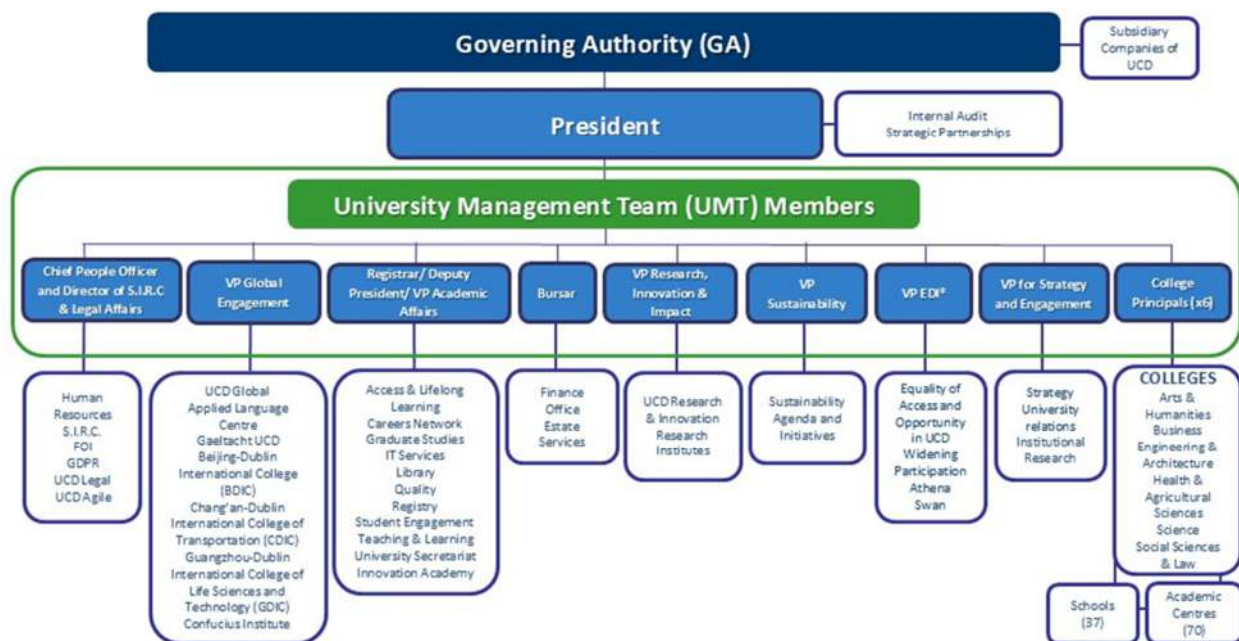 Governing Authority (GA)
Subsidiary
Companies of
UCD
President
Internal Audit
Strategic Partnerships
University Management Team (UMT) Members
Chief People Officer
and Director of S.I.R.C
& Legal Affairs
VP Global
Engagement
Registrar/ Deputy
President/ VP Academic
Affairs
Bursar
VP Research,
Innovation &
Impact
VP
Sustainability
VP EDI*
VP for Strategy
and Engagement
College
Principals (x6)
Human
Resources
S.I.R.C.
FOI
GDPR
UCD Legal
UCD Agile
UCD Global
Applied Language
Centre
Gaeltacht UCD
Beijing-Dublin
International College
(BDIC)
Chang'an-Dublin
International College of
Transportation (CDIC)
Guangzhou-Dublin
International College of
Life Sciences and
Technology (GDIC)
Confucius Institute
Access & Lifelong
Learning
Careers Network
Graduate Studies
IT Services
Library
Quality
Registry
Student Engagement
Teaching & Learning
University Secretariat
Innovation Academy
Finance
Office
Estate
Services
UCD Research
& Innovation
Research
Institutes
Sustainability
Agenda and
Initiatives
Equality of
Access and
Opportunity
in UCD
Widening
Participation
Athena
Swan
Strategy
University
relations
Institutional
Research
COLLEGES
Arts &
Humanities
Business
Engineering &
Architecture
Health &
Agricultural
Sciences
Science
Social Sciences
& Law
Schools
(37)
Academic
Centres
(70)